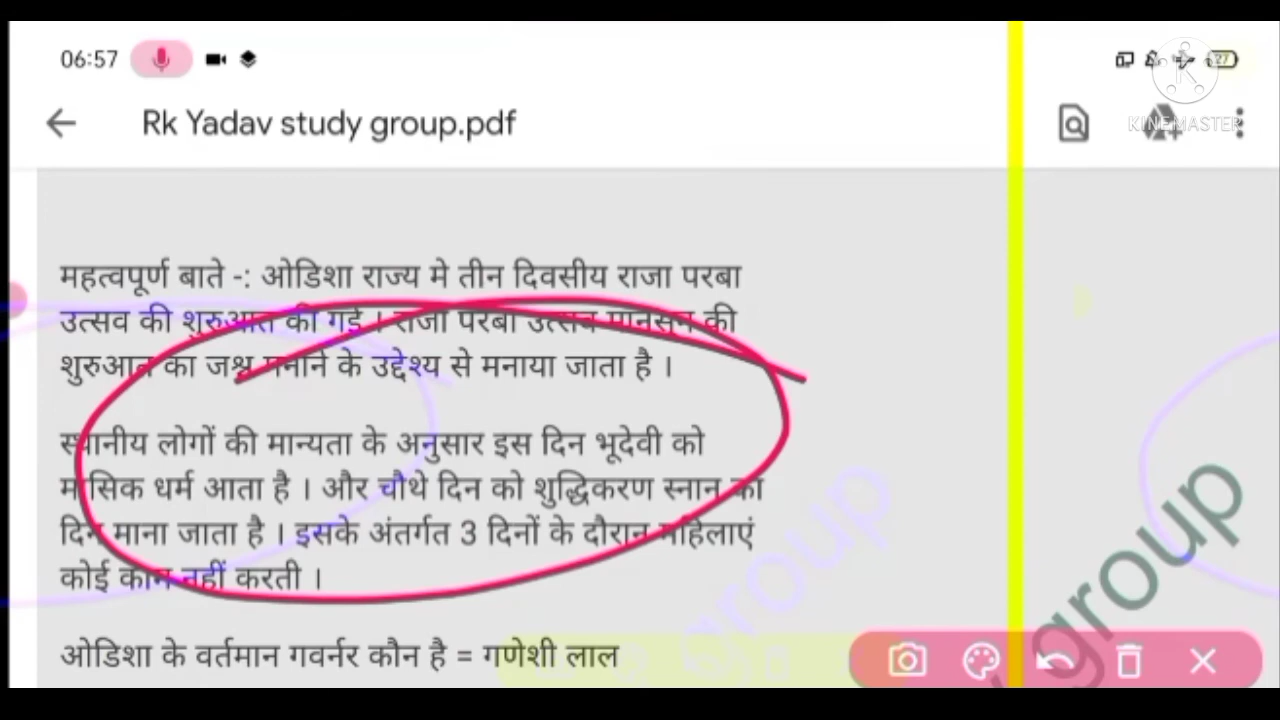 06:57
27
KINEMASTER
Rk Yadav study group.pdf
महत्वपूर्ण बाते -: ओडिशा राज्य मे तीन दिवसीय राजा परबा
उत्सव की शुरुआत की गई । राजा परबा उत्सव मानसून की
शुरुआत का जश्न मनाने के उद्देश्य से मनाया जाता है ।
स्थानीय लोगों की मान्यता के अनुसार इस दिन भूदेवी को
मासिक धर्म आता है । और चौथे दिन को शुद्धिकरण स्नान का
दिन माना जाता है । इसके अंतर्गत 3 दिनों के दौरान महिलाएं
कोई काम नहीं करती ।
ओडिशा के वर्तमान गवर्नर कौन है = गणेशी लाल
group
group